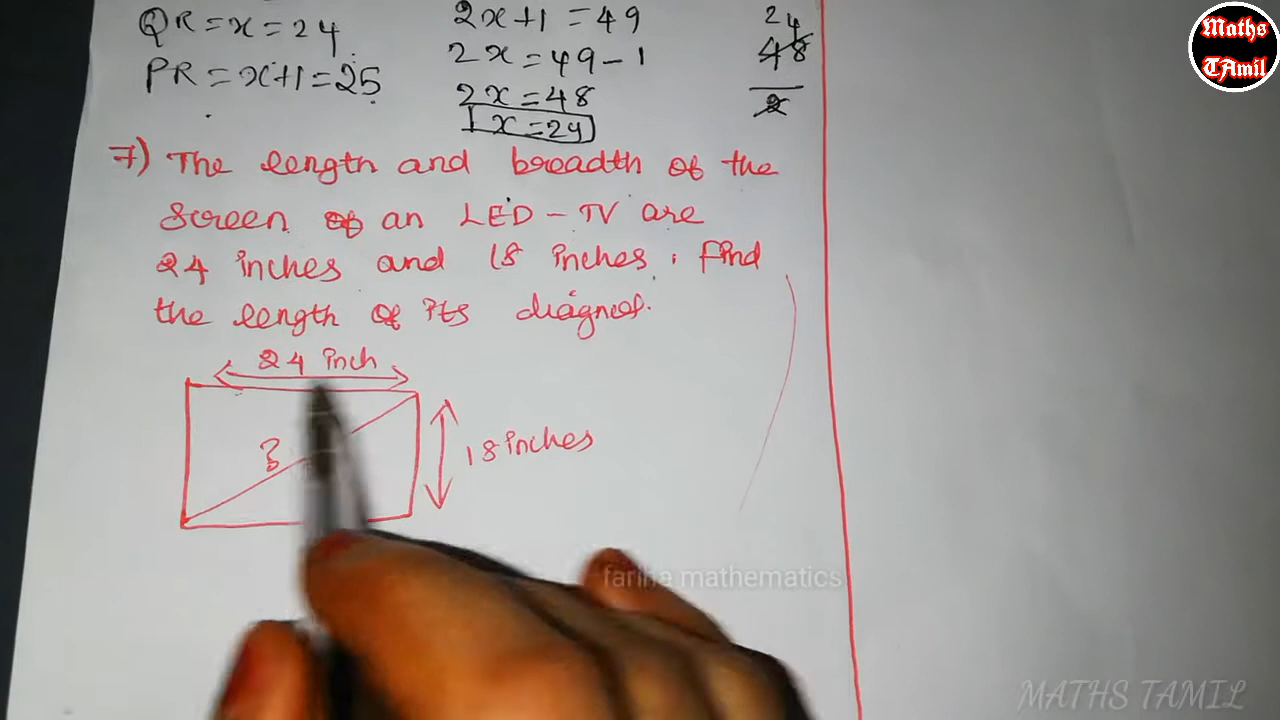 QR = x = 24
PR = x+1 = 25
2x+1 = 49
2x = 49 - 1
2x = 48
x = 24
24
48
2
7) The length and breadth of the
screen of an LED - TV are
24 inches and 18 inches. Find
the length of its diagnol.
24 inch
?
18 inches
Maths
TAmil
fariha mathematics
MATHS TAMIL